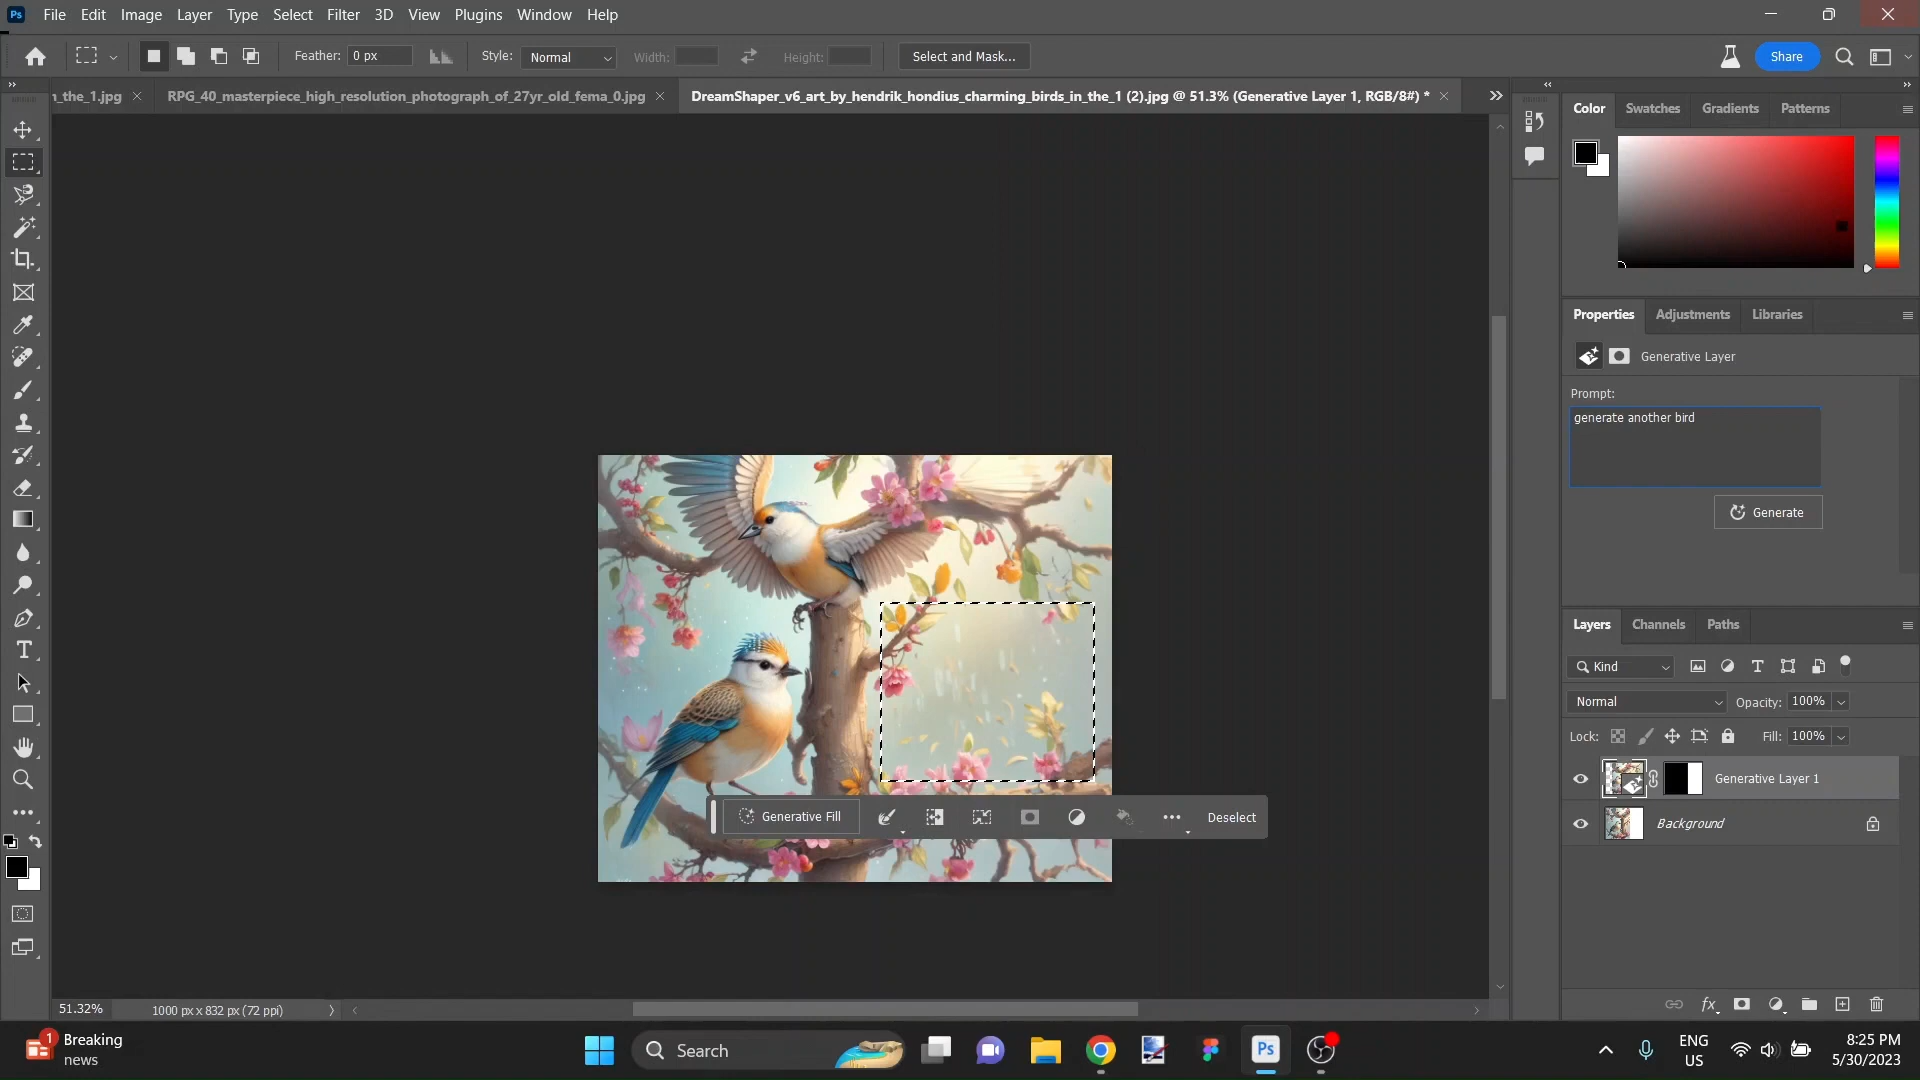 Ps File Edit Image Layer Type Select Filter 3D View Plugins Window Help
Feather: 0 px Style: Normal Width: Height: Select and Mask... Share
_the_1.jpg RPG_40_masterpiece_high_resolution_photograph_of_27yr_old_fema_0.jpg DreamShaper_v6_art_by_hendrik_hondius_charming_birds_in_the_1 (2).jpg @ 51.3% (Generative Layer 1, RGB/8#) *
Color Swatches Gradients Patterns
Properties Adjustments Libraries
Generative Layer
Prompt:
generate another bird
Generate
Layers Channels Paths
Kind
Normal Opacity: 100%
Lock: Fill: 100%
Generative Layer 1
Background
Generative Fill Deselect
51.32% 1000 px x 832 px (72 ppi)
fx
1 Breaking
news
Search
Ps
ENG
US
8:25 PM
5/30/2023